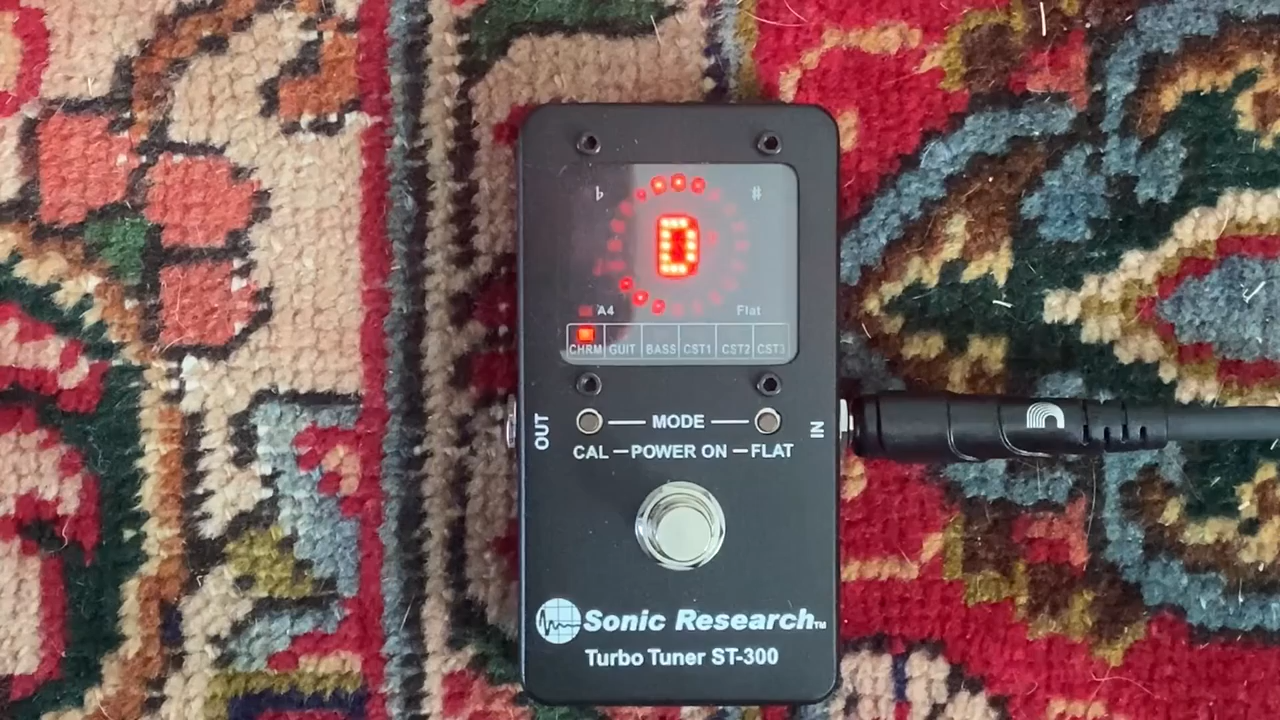 ♭ ♯
D
A4 Flat
CHRM GUIT BASS CST1 CST2 CST3
OUT
MODE
IN
CAL — POWER ON — FLAT
Sonic Research™
Turbo Tuner ST-300